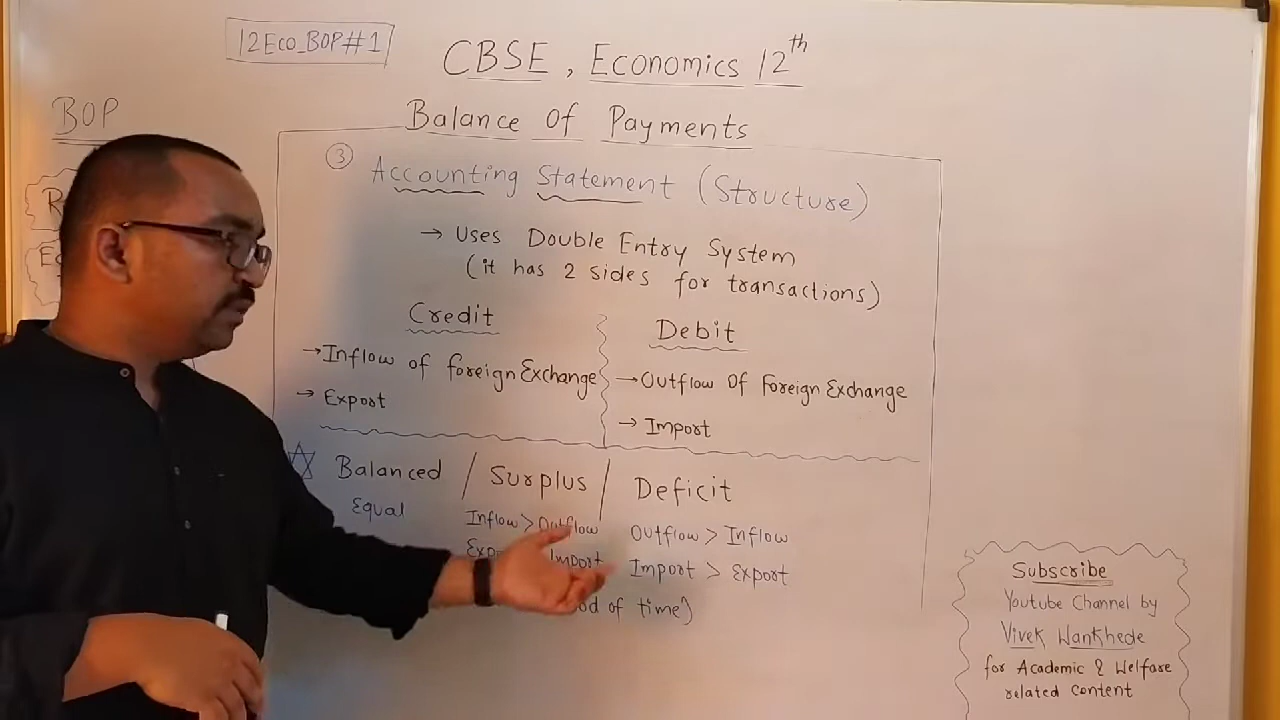 12Eco_BOP#1
CBSE, Economics 12th
BOP
Balance Of Payments
③ Accounting Statement (Structure)
→ Uses Double Entry System
(it has 2 sides for transactions)
Credit
Debit
→ Inflow of foreign Exchange
→ Outflow Of Foreign Exchange
→ Export
→ Import
Balanced / Surplus / Deficit
Equal
Inflow > Outflow
Outflow > Inflow
Import
Import > Export
of time)
Subscribe
Youtube Channel by
Vivek Wankhede
for Academic & Welfare
related content